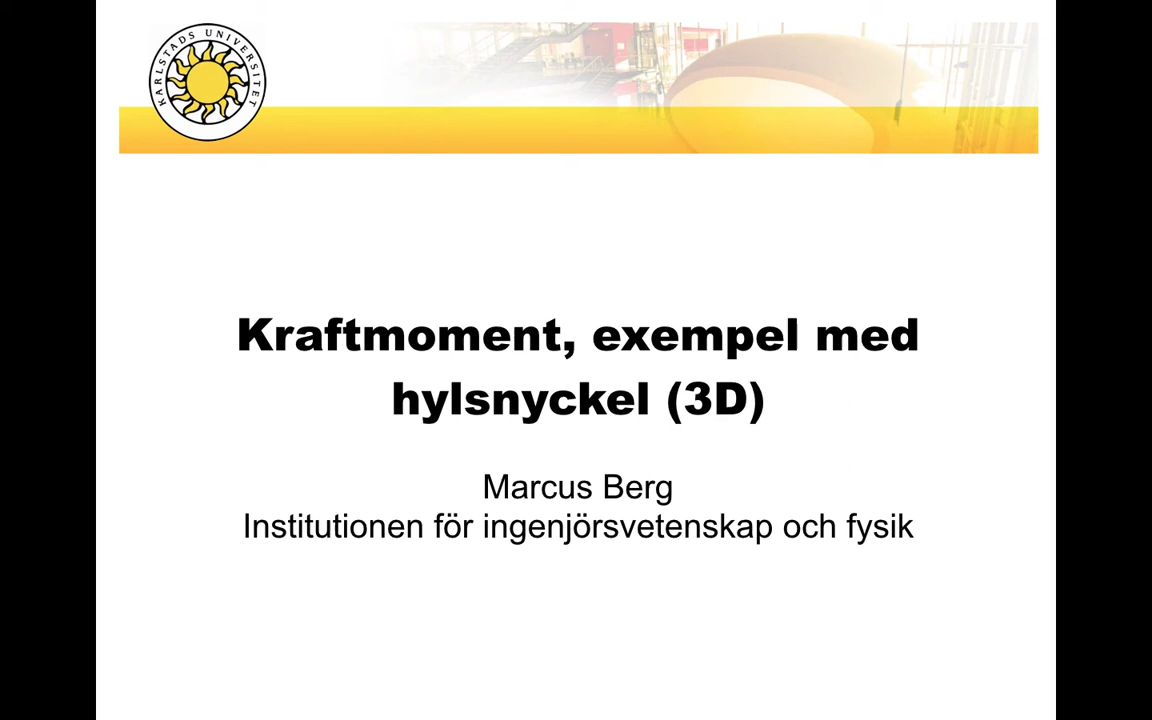 KARLSTADS UNIVERSITET
Kraftmoment, exempel med
hylsnyckel (3D)
Marcus Berg
Institutionen för ingenjörsvetenskap och fysik